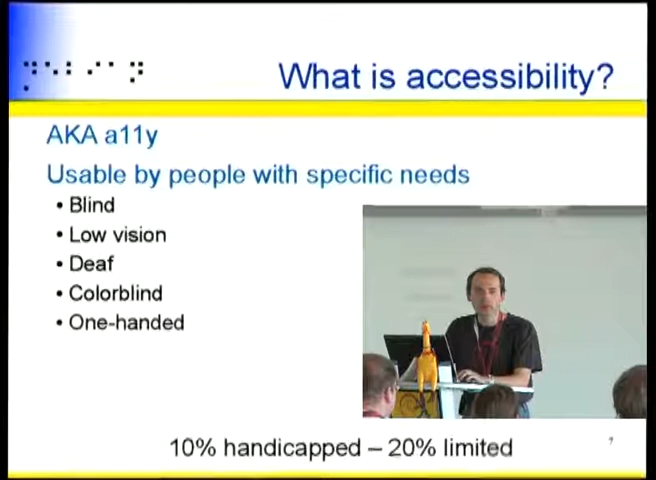 What is accessibility?
AKA a11y
Usable by people with specific needs
• Blind
• Low vision
• Deaf
• Colorblind
• One-handed
10% handicapped – 20% limited